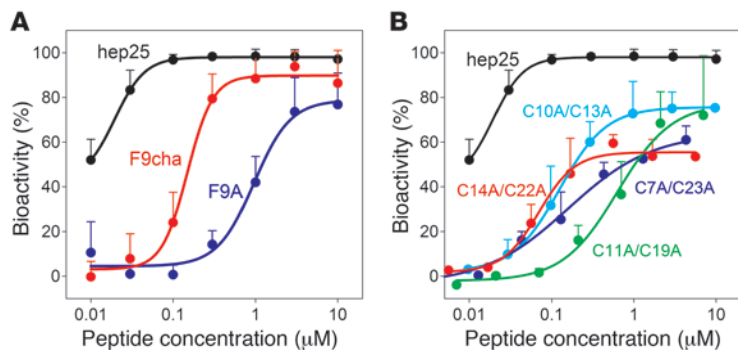 A
Bioactivity (%)
100
80
60
40
20
0
hep25
F9cha
F9A
0.01
0.1
1
10
Peptide concentration (μM)
B
Bioactivity (%)
100
80
60
40
20
0
hep25
C10A/C13A
C14A/C22A
C7A/C23A
C11A/C19A
0.01
0.1
1
10
Peptide concentration (μM)